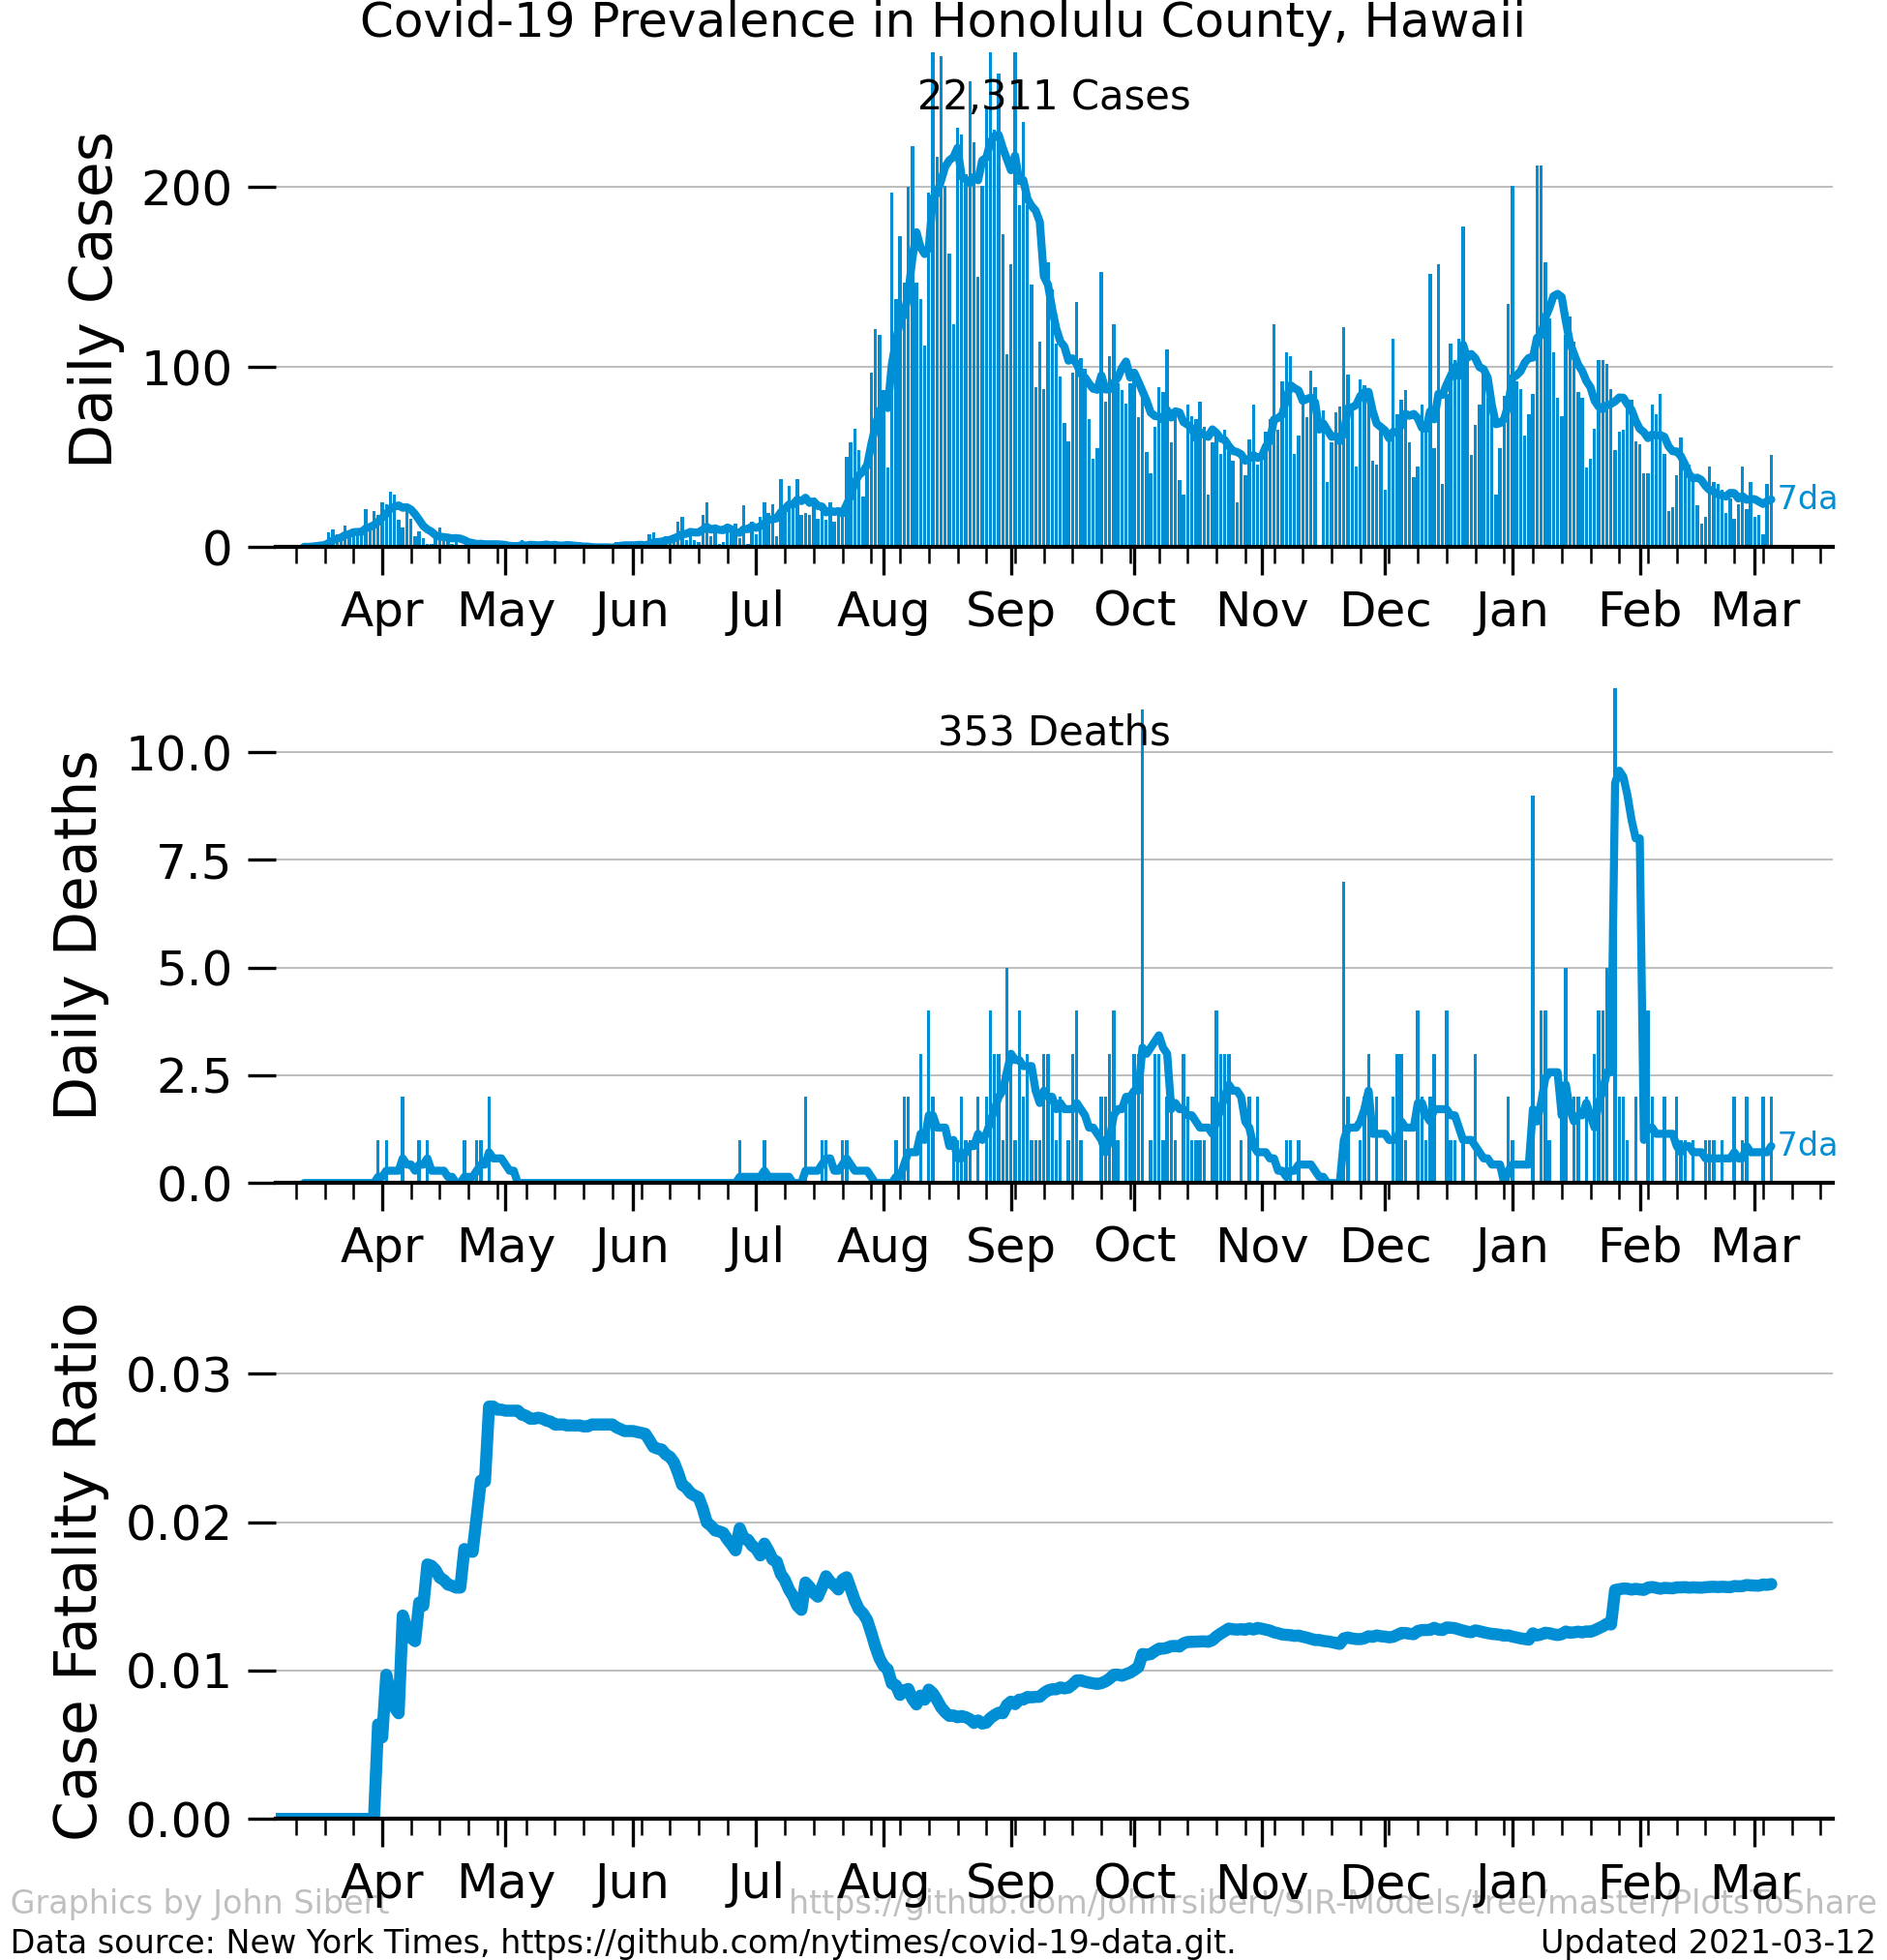 Covid-19 Prevalence in Honolulu County, Hawaii
22,311 Cases
Daily Cases
200
100
0
7da
Apr May Jun Jul Aug Sep Oct Nov Dec Jan Feb Mar
353 Deaths
Daily Deaths
10.0
7.5
5.0
2.5
0.0
7da
Apr May Jun Jul Aug Sep Oct Nov Dec Jan Feb Mar
Case Fatality Ratio
0.03
0.02
0.01
0.00
Apr May Jun Jul Aug Sep Oct Nov Dec Jan Feb Mar
Graphics by John Sibert https://github.com/johnrsibert/SIR-Models/tree/master/PlotsToShare
Data source: New York Times, https://github.com/nytimes/covid-19-data.git. Updated 2021-03-12